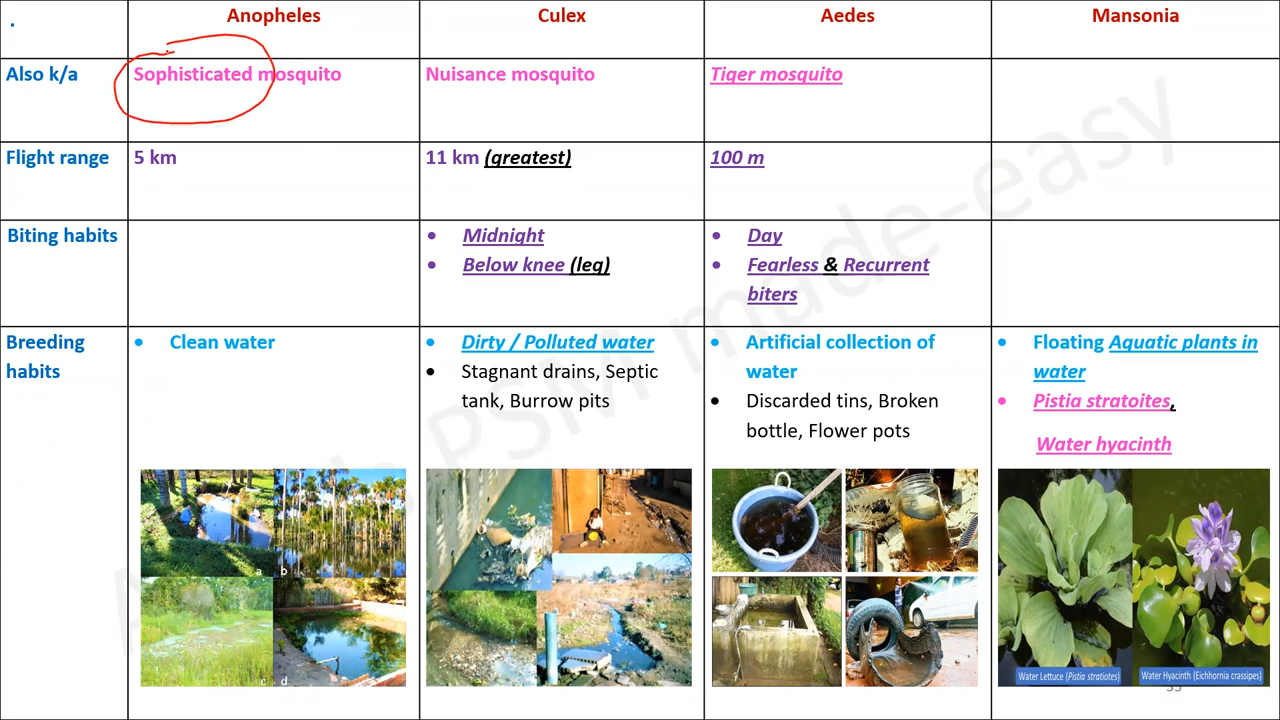 Anopheles
Culex
Aedes
Mansonia
Also k/a
Sophisticated mosquito
Nuisance mosquito
Tiger mosquito
Flight range
5 km
11 km (greatest)
100 m
Biting habits
• Midnight
• Below knee (leg)
• Day
• Fearless & Recurrent
biters
Breeding
habits
• Clean water
• Dirty / Polluted water
• Stagnant drains, Septic
tank, Burrow pits
• Artificial collection of
water
• Discarded tins, Broken
bottle, Flower pots
• Floating Aquatic plants in
water
• Pistia stratoites,
Water hyacinth
a b
c d
Water Lettuce (Pistia stratiotes)
Water Hyacinth (Eichhornia crassipes)
PSM made-easy